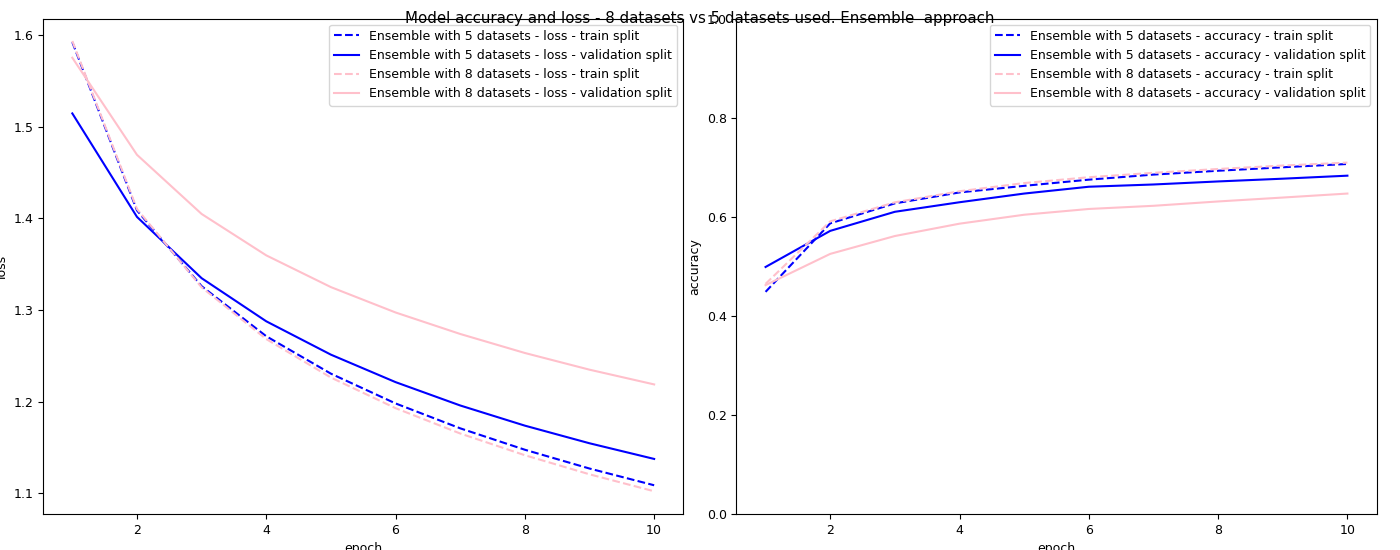 Model accuracy and loss - 8 datasets vs 5 datasets used. Ensemble  approach
1.6
1.5
1.4
1.3
1.2
1.1
loss
2
4
6
8
10
epoch
Ensemble with 5 datasets - loss - train split
Ensemble with 5 datasets - loss - validation split
Ensemble with 8 datasets - loss - train split
Ensemble with 8 datasets - loss - validation split
1.0
0.8
0.6
0.4
0.2
0.0
accuracy
2
4
6
8
10
epoch
Ensemble with 5 datasets - accuracy - train split
Ensemble with 5 datasets - accuracy - validation split
Ensemble with 8 datasets - accuracy - train split
Ensemble with 8 datasets - accuracy - validation split